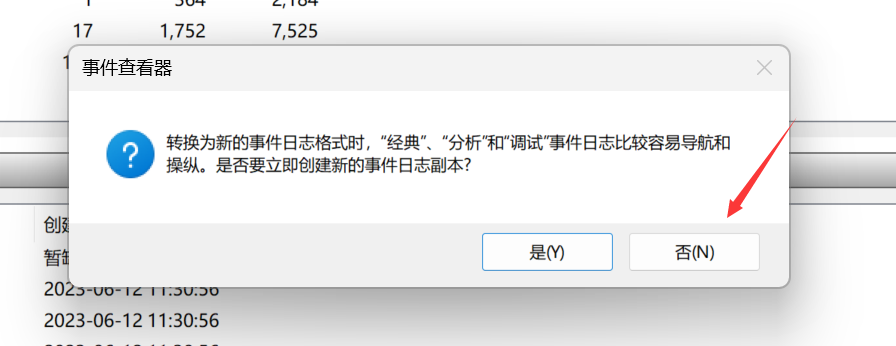 1 364 2,184
17 1,752 7,525
1
事件查看器
转换为新的事件日志格式时，“经典”、“分析”和“调试”事件日志比较容易导航和
操纵。是否要立即创建新的事件日志副本?
是(Y) 否(N)
创建
暂缺
2023-06-12 11:30:56
2023-06-12 11:30:56